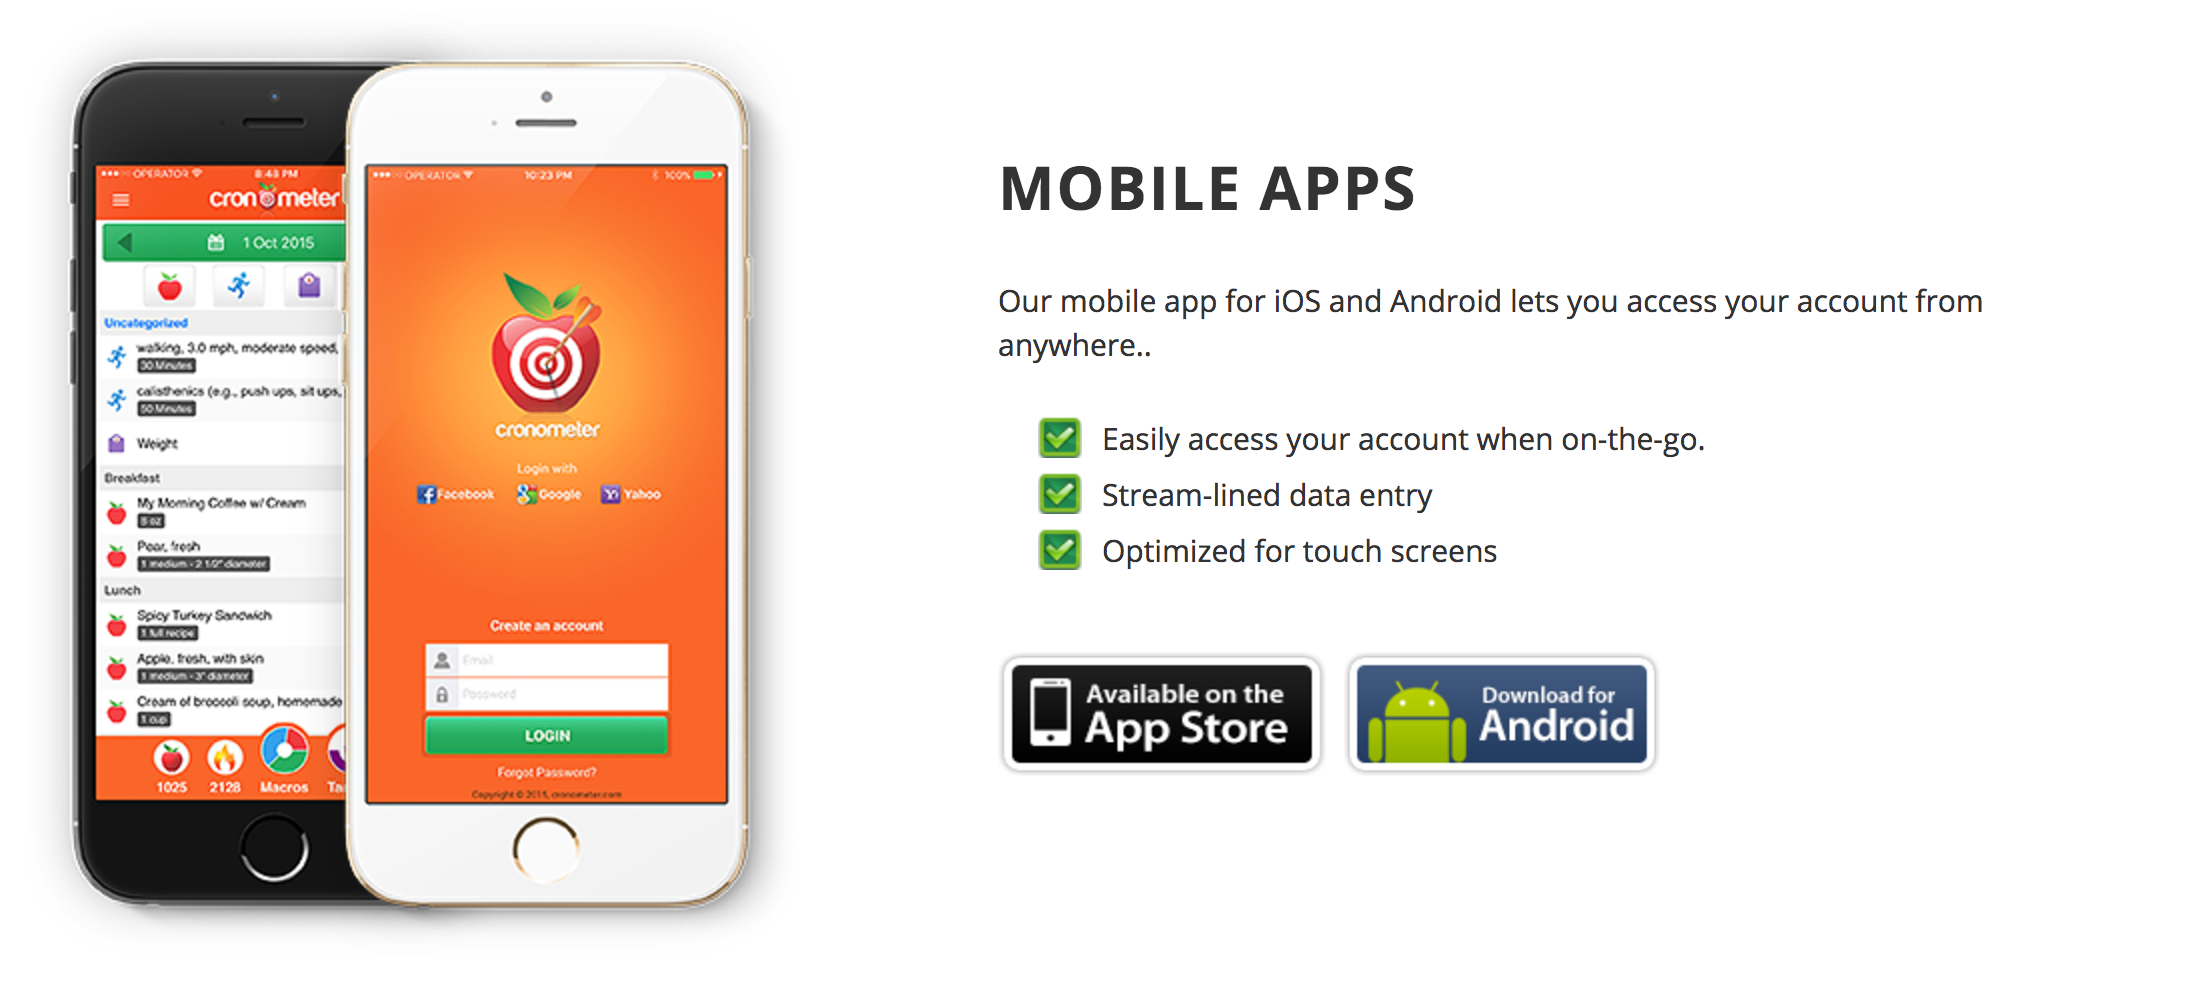 OPERATOR 8:48 PM
cronometer
1 Oct 2015
Uncategorized
walking, 3.0 mph, moderate speed,
30 Minutes
calisthenics (e.g., push ups, sit ups,
50 Minutes
Weight
Breakfast
My Morning Coffee w/ Cream
8 oz
Pear, fresh
1 medium - 2 1/2" diameter
Lunch
Spicy Turkey Sandwich
1 full recipe
Apple, fresh, with skin
1 medium - 3" diameter
Cream of broccoli soup, homemade
1 cup
1025 2128 Macros Ta
OPERATOR 10:23 PM 100%
cronometer
Login with
Facebook Google Yahoo
Create an account
Email
Password
LOGIN
Forgot Password?
Copyright © 2015, cronometer.com
MOBILE APPS
Our mobile app for iOS and Android lets you access your account from
anywhere..
Easily access your account when on-the-go.
Stream-lined data entry
Optimized for touch screens
Available on the
App Store
Download for
Android